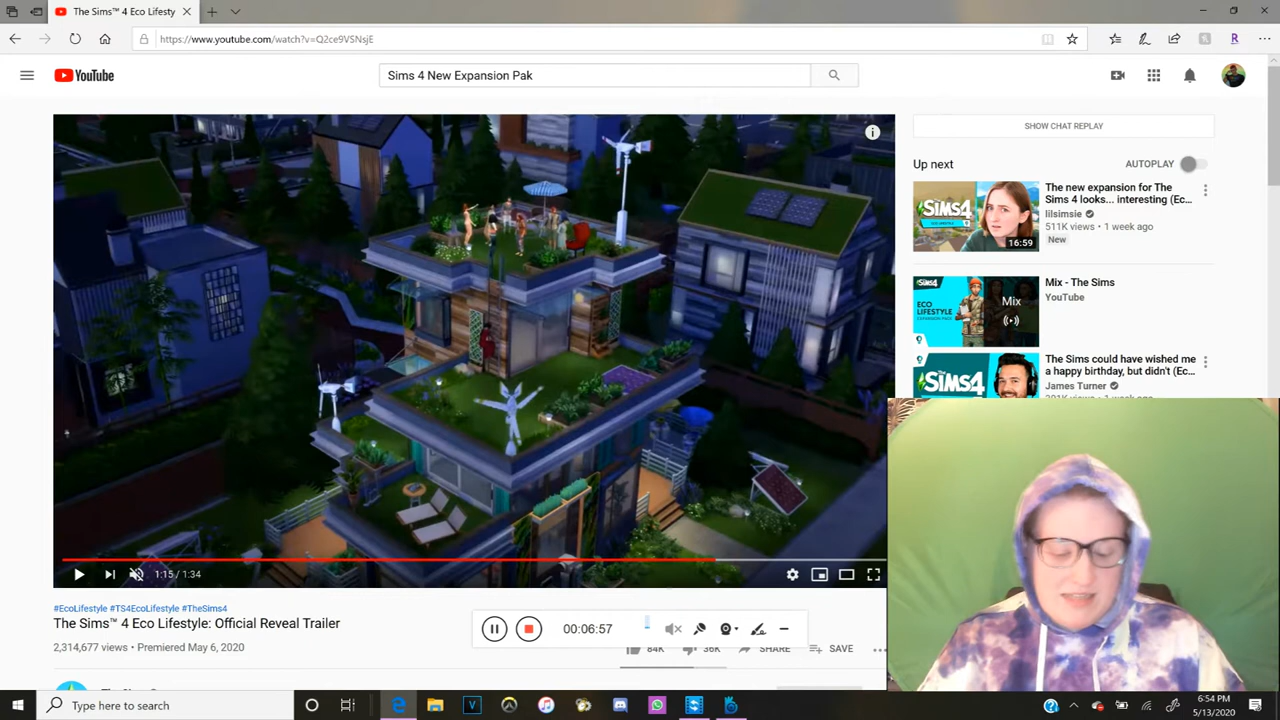 The Sims™ 4 Eco Lifesty
https://www.youtube.com/watch?v=Q2ce9VSNsjE
YouTube
Sims 4 New Expansion Pak
SHOW CHAT REPLAY
Up next
AUTOPLAY
The new expansion for The
Sims 4 looks... interesting (Ec...
lilsimsie
511K views • 1 week ago
New
SIMS4
16:59
Mix - The Sims
YouTube
ECO
LIFESTYLE
Mix
The Sims could have wished me
a happy birthday, but didn't (Ec...
James Turner
SIMS4
1:15 / 1:34
#EcoLifestyle #TS4EcoLifestyle #TheSims4
The Sims™ 4 Eco Lifestyle: Official Reveal Trailer
2,314,677 views • Premiered May 6, 2020
00:06:57
84K
36K
SHARE
SAVE
Type here to search
6:54 PM
5/13/2020